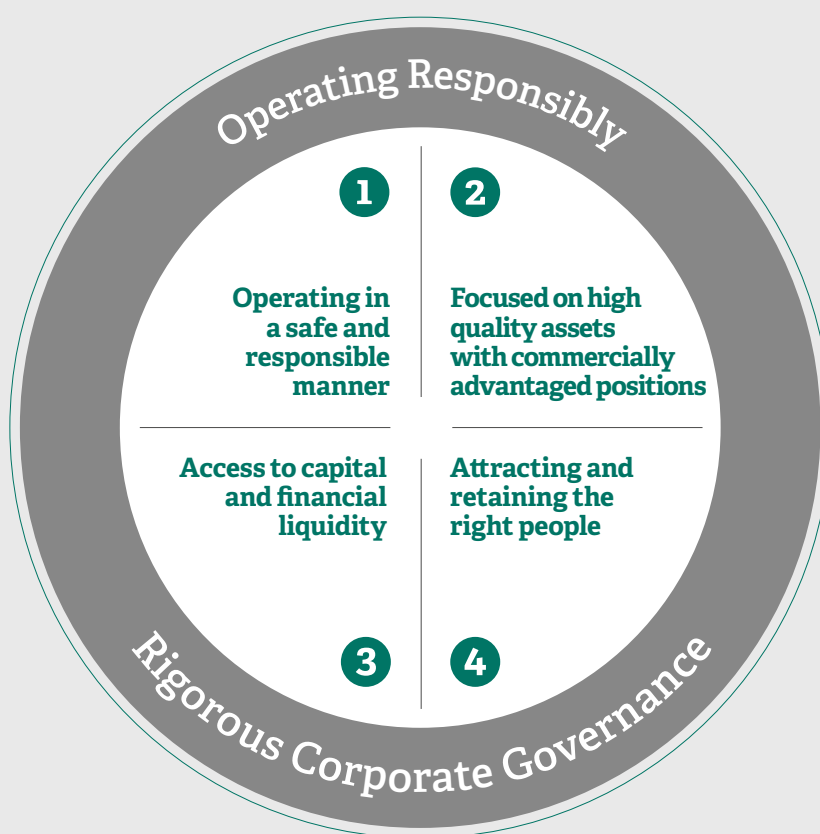 Operating Responsibly
1
Operating in
a safe and
responsible
manner
2
Focused on high
quality assets
with commercially
advantaged positions
Access to capital
and financial
liquidity
3
Attracting and
retaining the
right people
4
Rigorous Corporate Governance